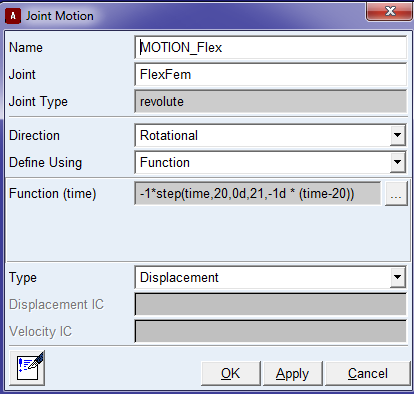 A Joint Motion
Name MOTION_Flex
Joint FlexFem
Joint Type revolute
Direction Rotational
Define Using Function
Function (time) -1*step(time,20,0d,21,-1d * (time-20)) ...
Type Displacement
Displacement IC
Velocity IC
OK Apply Cancel